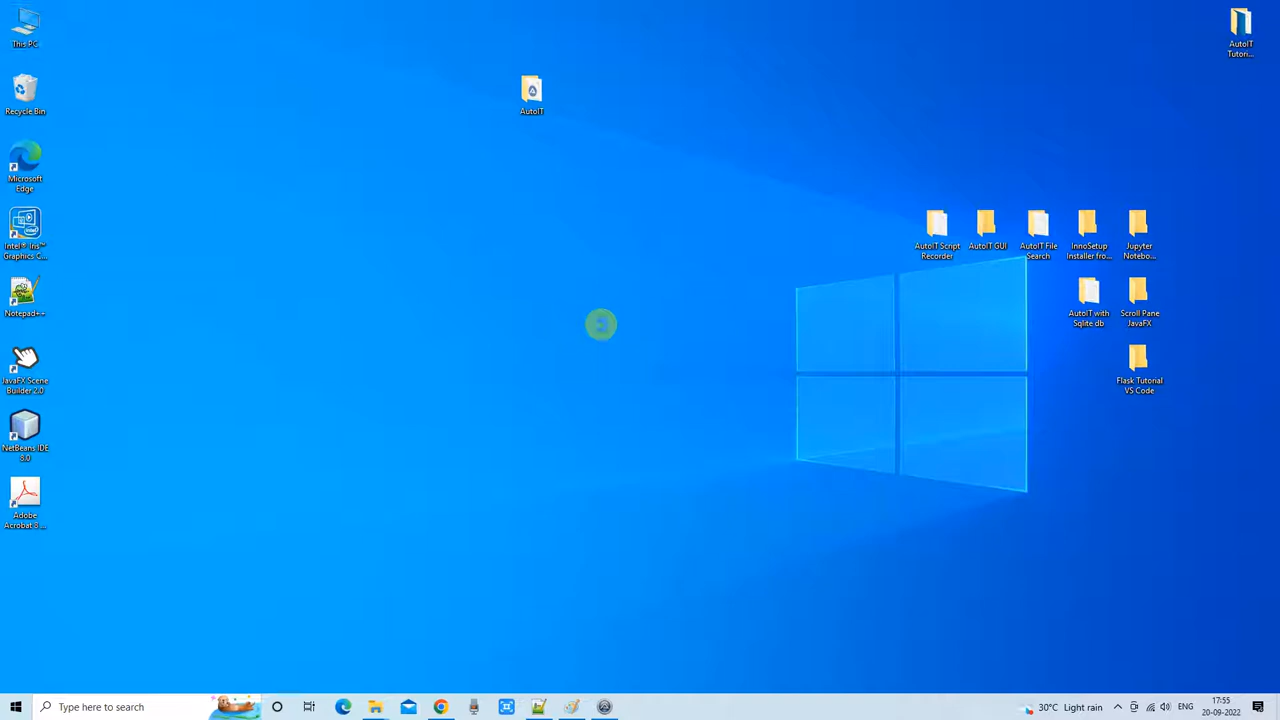 This PC
Recycle Bin
Microsoft
Edge
Intel® Iris™
Graphics C...
Notepad++
JavaFX Scene
Builder 2.0
NetBeans IDE
8.0
Adobe
Acrobat 8 ...
AutoIT
AutoIT
Tutori...
AutoIT Script
Recorder
AutoIT GUI
AutoIT File
Search
InnoSetup
Installer fro...
Jupyter
Notebo...
AutoIT with
Sqlite db
Scroll Pane
JavaFX
Flask Tutorial
VS Code
Type here to search
30°C Light rain
ENG
17:55
20-09-2022